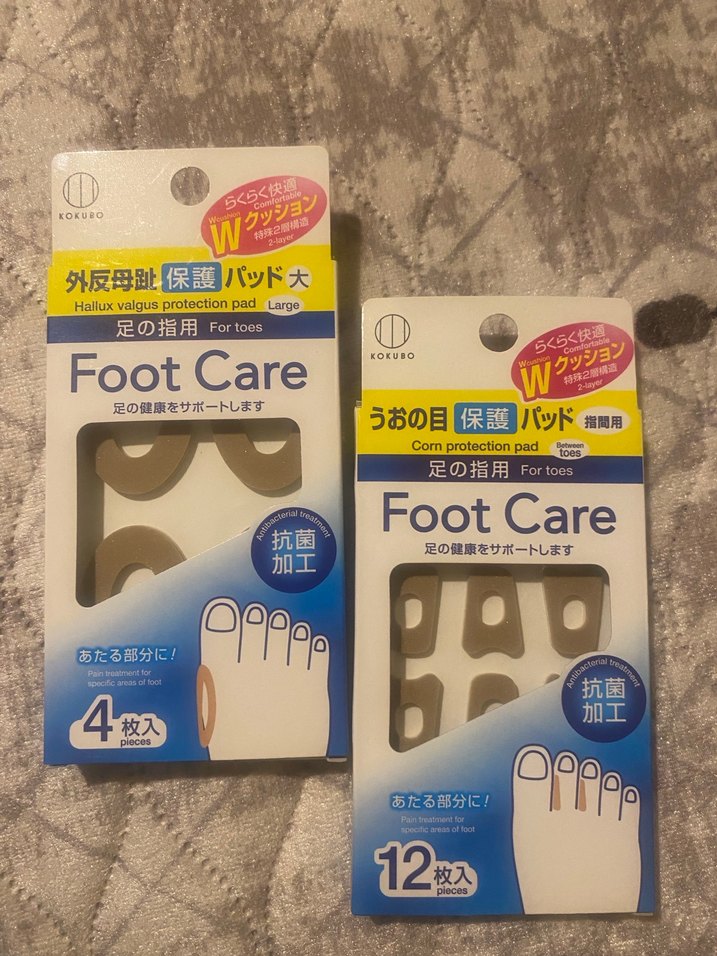 KOKUBO
らくらく快適
Comfortable
Wcushion
Wクッション
特殊2層構造
2-layer
外反母趾 保護 パッド 大
Hallux valgus protection pad Large
足の指用 For toes
Foot Care
足の健康をサポートします
Antibacterial treatment
抗菌
加工
あたる部分に!
Pain treatment for
specific areas of foot
4枚入
pieces
KOKUBO
らくらく快適
Comfortable
Wcushion
Wクッション
特殊2層構造
2-layer
うおの目 保護 パッド 指間用
Corn protection pad Between toes
足の指用 For toes
Foot Care
足の健康をサポートします
Antibacterial treatment
抗菌
加工
あたる部分に!
Pain treatment for
specific areas of foot
12枚入
pieces